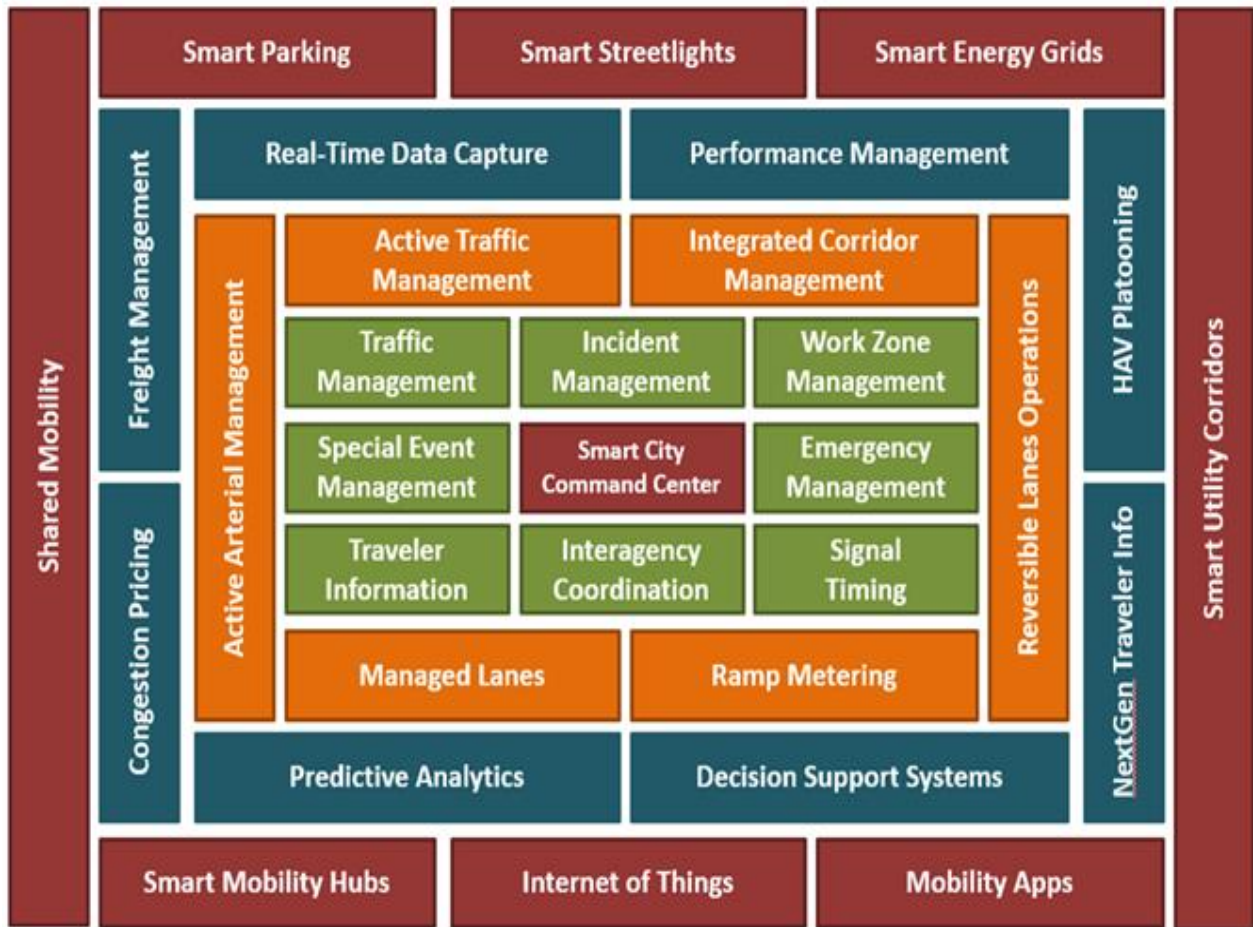 Smart Parking
Smart Streetlights
Smart Energy Grids
Shared Mobility
Smart Utility Corridors
Freight Management
Real-Time Data Capture
Performance Management
HAV Platooning
Active Arterial Management
Active Traffic
Management
Integrated Corridor
Management
Reversible Lanes Operations
Traffic
Management
Incident
Management
Work Zone
Management
Special Event
Management
Smart City
Command Center
Emergency
Management
Traveler
Information
Interagency
Coordination
Signal
Timing
Congestion Pricing
NextGen Traveler Info
Managed Lanes
Ramp Metering
Predictive Analytics
Decision Support Systems
Smart Mobility Hubs
Internet of Things
Mobility Apps